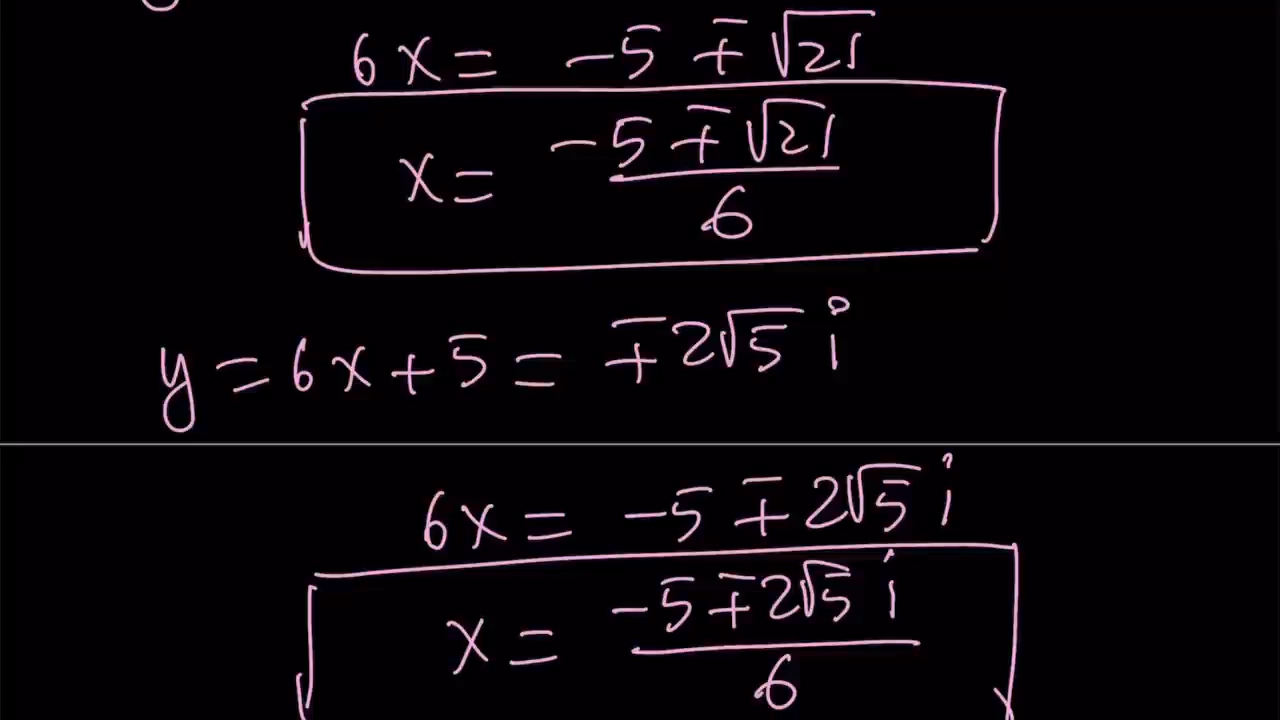 6x = -5 ∓ √21
x = (-5 ∓ √21)/6
y = 6x + 5 = ∓2√5 i
6x = -5 ∓ 2√5 i
x = (-5 ∓ 2√5 i)/6